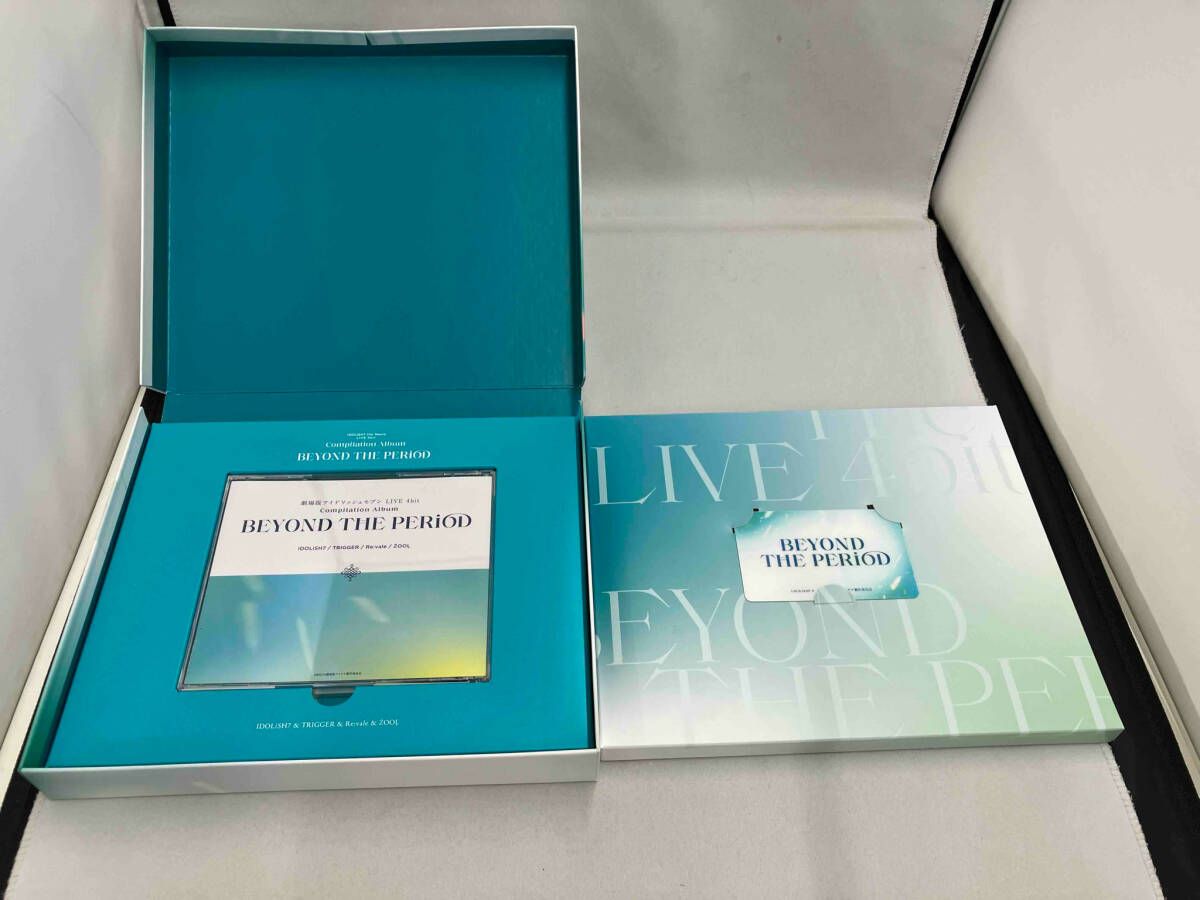 IDOLiSH7 the Movie
LIVE 4bit
Compilation Album
BEYOND THE PERiOD
劇場版アイドリッシュセブン LIVE 4bit
Compilation Album
BEYOND THE PERiOD
IDOLiSH7 / TRIGGER / Re:vale / ŹOOĻ
IDOLiSH7 & TRIGGER & Re:vale & ŹOOĻ
LIVE 4bit
BEYOND
THE PERiOD
BEYOND
THE PER